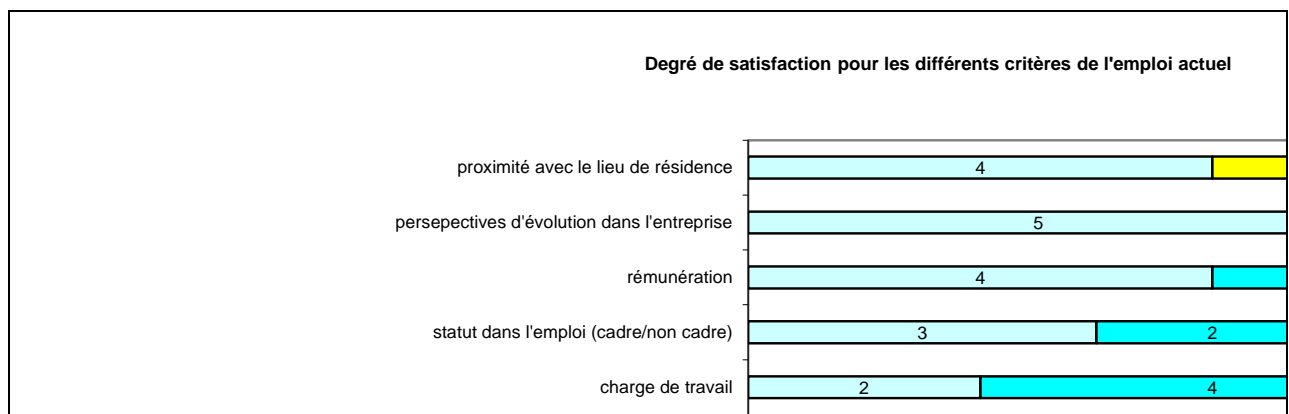 Degré de satisfaction pour les différents critères de l'emploi actuel
proximité avec le lieu de résidence 4
persepectives d'évolution dans l'entreprise 5
rémunération 4
statut dans l'emploi (cadre/non cadre) 3 2
charge de travail 2 4